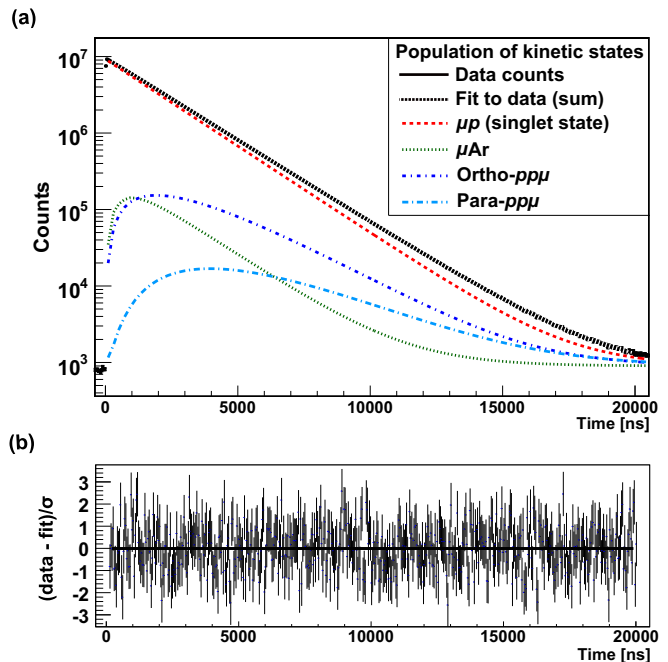 (a)
Population of kinetic states
Data counts
Fit to data (sum)
μp (singlet state)
μAr
Ortho-ppμ
Para-ppμ
Counts
10⁷
10⁶
10⁵
10⁴
10³
0
5000
10000
15000
20000
Time [ns]
(b)
(data - fit)/σ
3
2
1
0
-1
-2
-3
0
5000
10000
15000
20000
Time [ns]